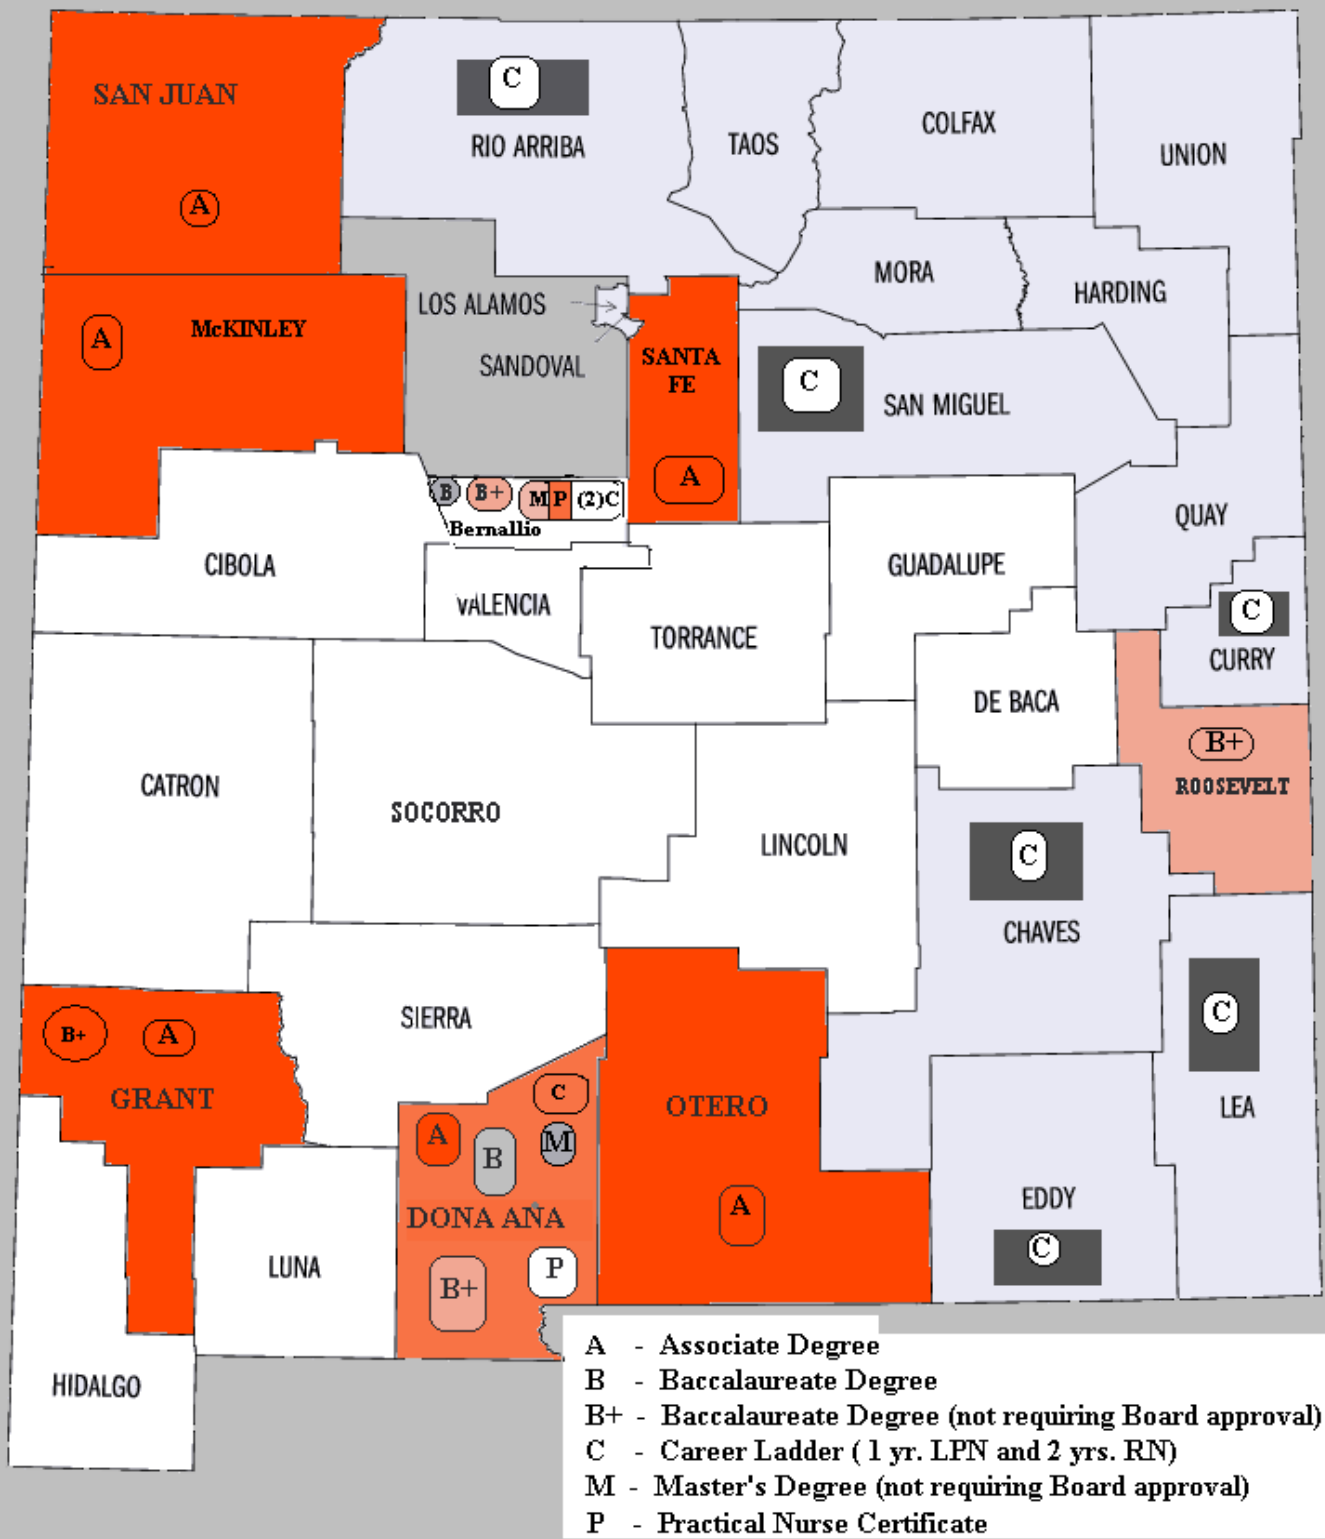 SAN JUAN
A
C
RIO ARRIBA
TAOS
COLFAX
UNION
MORA
HARDING
LOS ALAMOS
SANDOVAL
McKINLEY
A
SANTA
FE
A
C
SAN MIGUEL
B
B+
M P (2)C
Bernallio
QUAY
CIBOLA
VALENCIA
TORRANCE
GUADALUPE
C
CURRY
DE BACA
B+
ROOSEVELT
CATRON
SOCORRO
LINCOLN
C
CHAVES
C
LEA
SIERRA
B+
A
GRANT
A
B
C
M
DONA AÑA
B+
P
OTERO
A
EDDY
C
LUNA
HIDALGO
A - Associate Degree
B - Baccalaureate Degree
B+ - Baccalaureate Degree (not requiring Board approval)
C - Career Ladder ( 1 yr. LPN and 2 yrs. RN)
M - Master's Degree (not requiring Board approval)
P - Practical Nurse Certificate